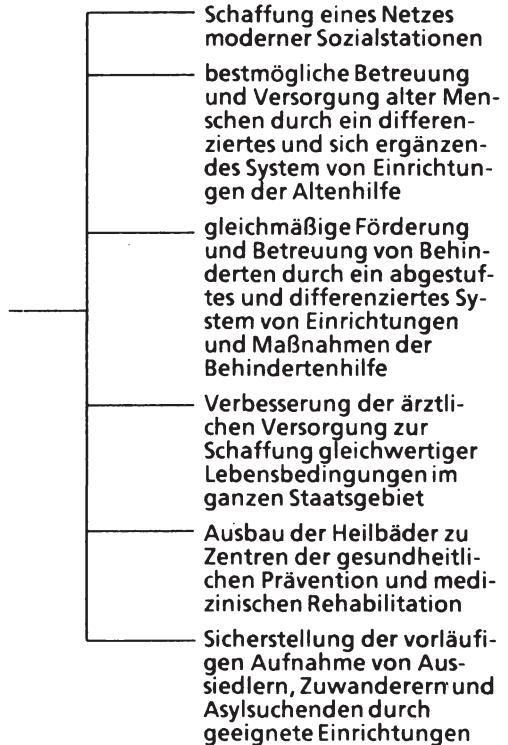 Schaffung eines Netzes
moderner Sozialstationen
bestmögliche Betreuung
und Versorgung alter Men-
schen durch ein differen-
ziertes und sich ergänzen-
des System von Einrichtun-
gen der Altenhilfe
gleichmäßige Förderung
und Betreuung von Behin-
derten durch ein abgestuf-
tes und differenziertes Sy-
stem von Einrichtungen
und Maßnahmen der
Behindertenhilfe
Verbesserung der ärztli-
chen Versorgung zur
Schaffung gleichwertiger
Lebensbedingungen im
ganzen Staatsgebiet
Ausbau der Heilbäder zu
Zentren der gesundheitli-
chen Prävention und medi-
zinischen Rehabilitation
Sicherstellung der vorläufi-
gen Aufnahme von Aus-
siedlern, Zuwanderern und
Asylsuchenden durch
geeignete Einrichtungen